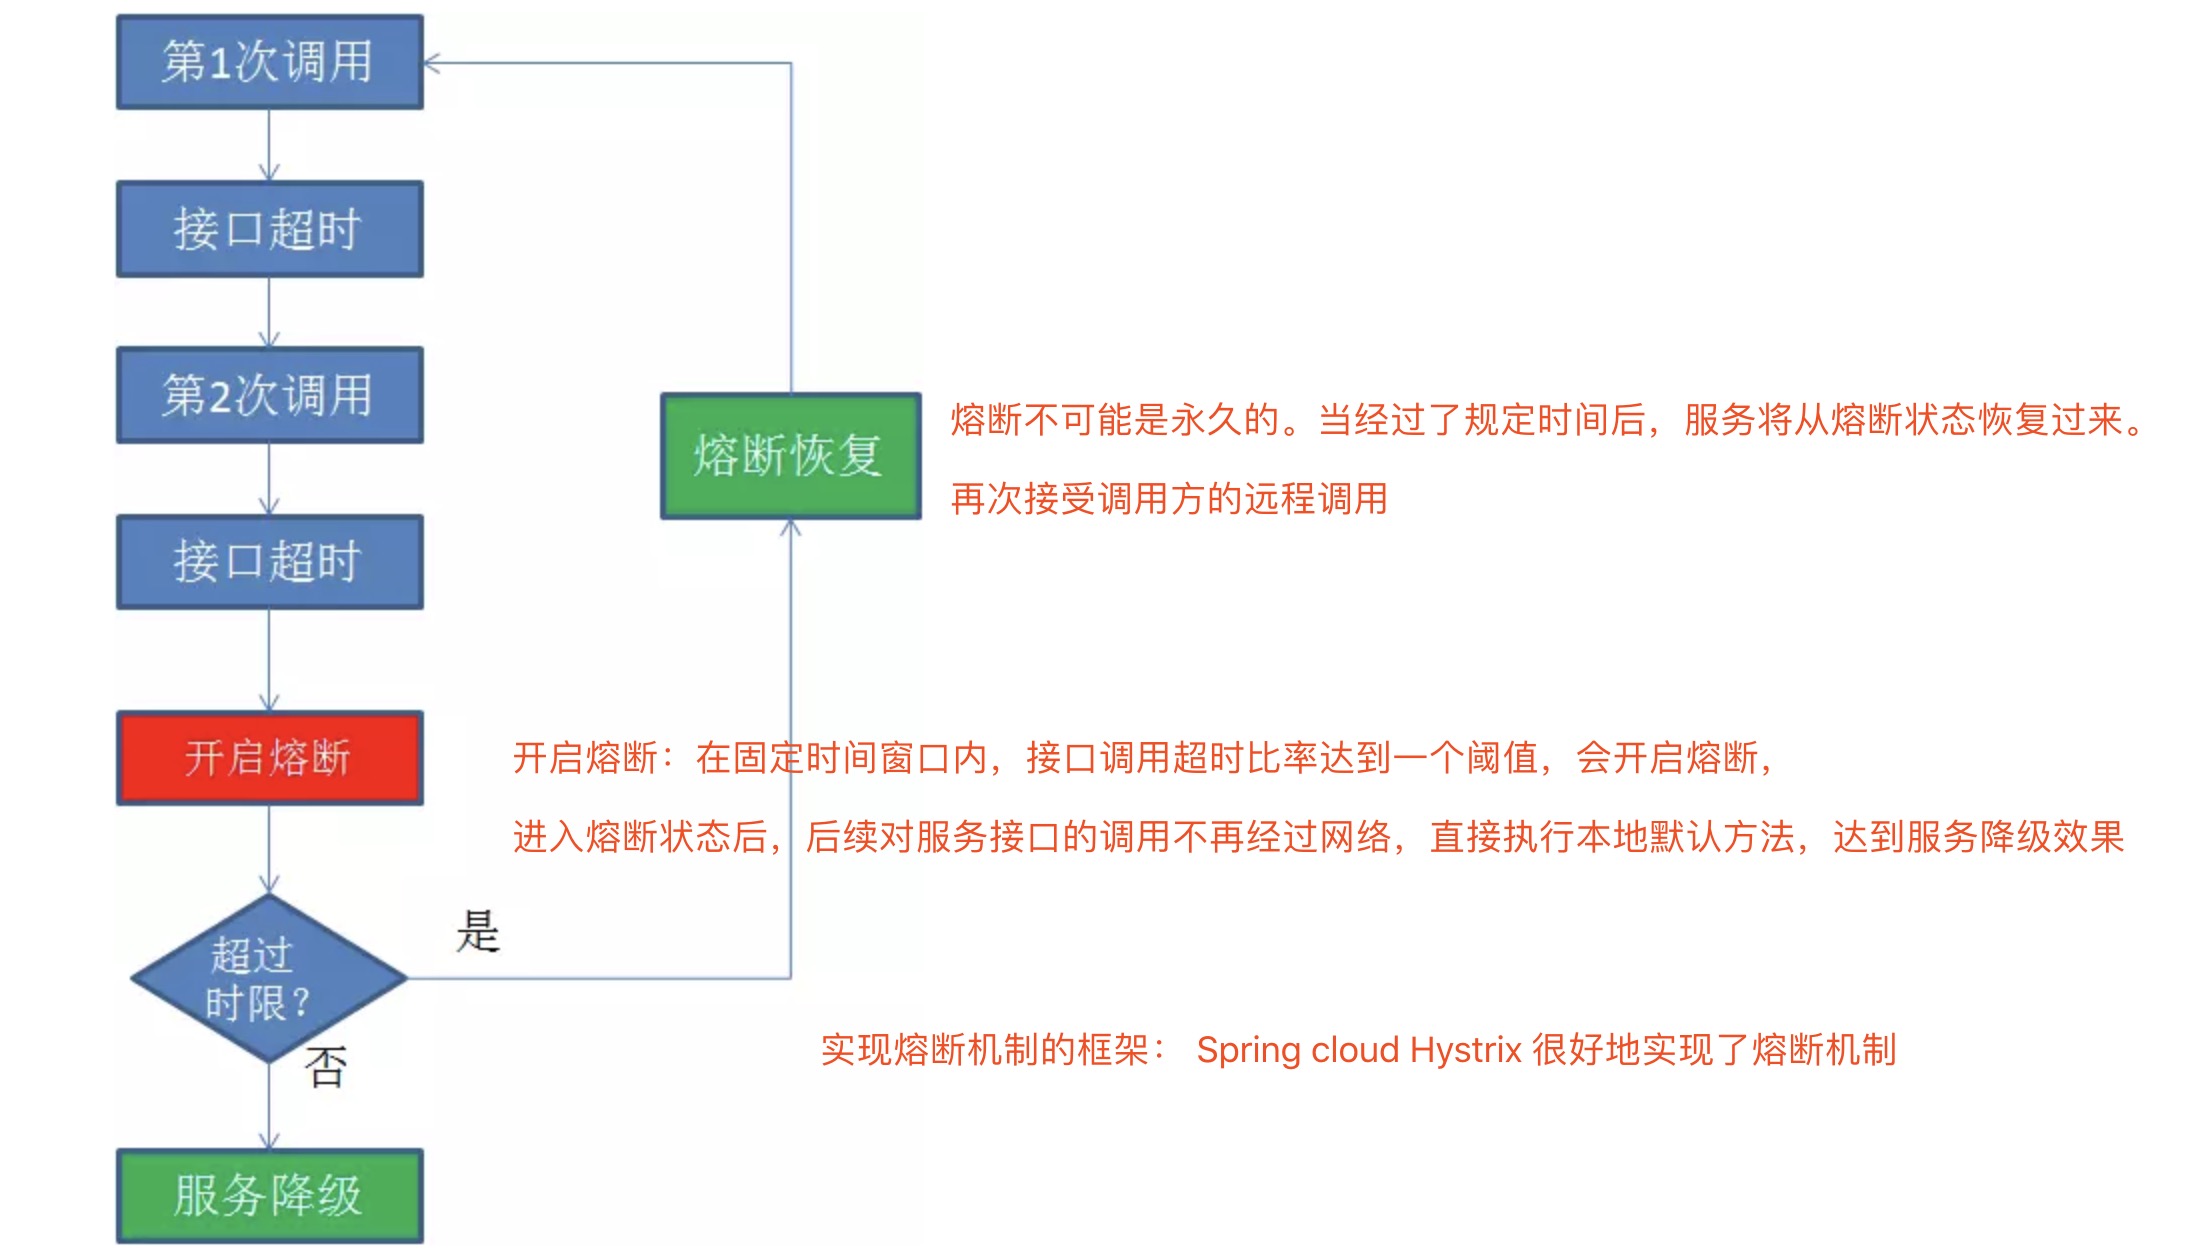 第1次调用
接口超时
第2次调用
熔断恢复
熔断不可能是永久的。当经过了规定时间后，服务将从熔断状态恢复过来。
再次接受调用方的远程调用
接口超时
开启熔断
开启熔断：在固定时间窗口内，接口调用超时比率达到一个阈值，会开启熔断，
进入熔断状态后，后续对服务接口的调用不再经过网络，直接执行本地默认方法，达到服务降级效果
是
超过
时限？
否
实现熔断机制的框架： Spring cloud Hystrix 很好地实现了熔断机制
服务降级